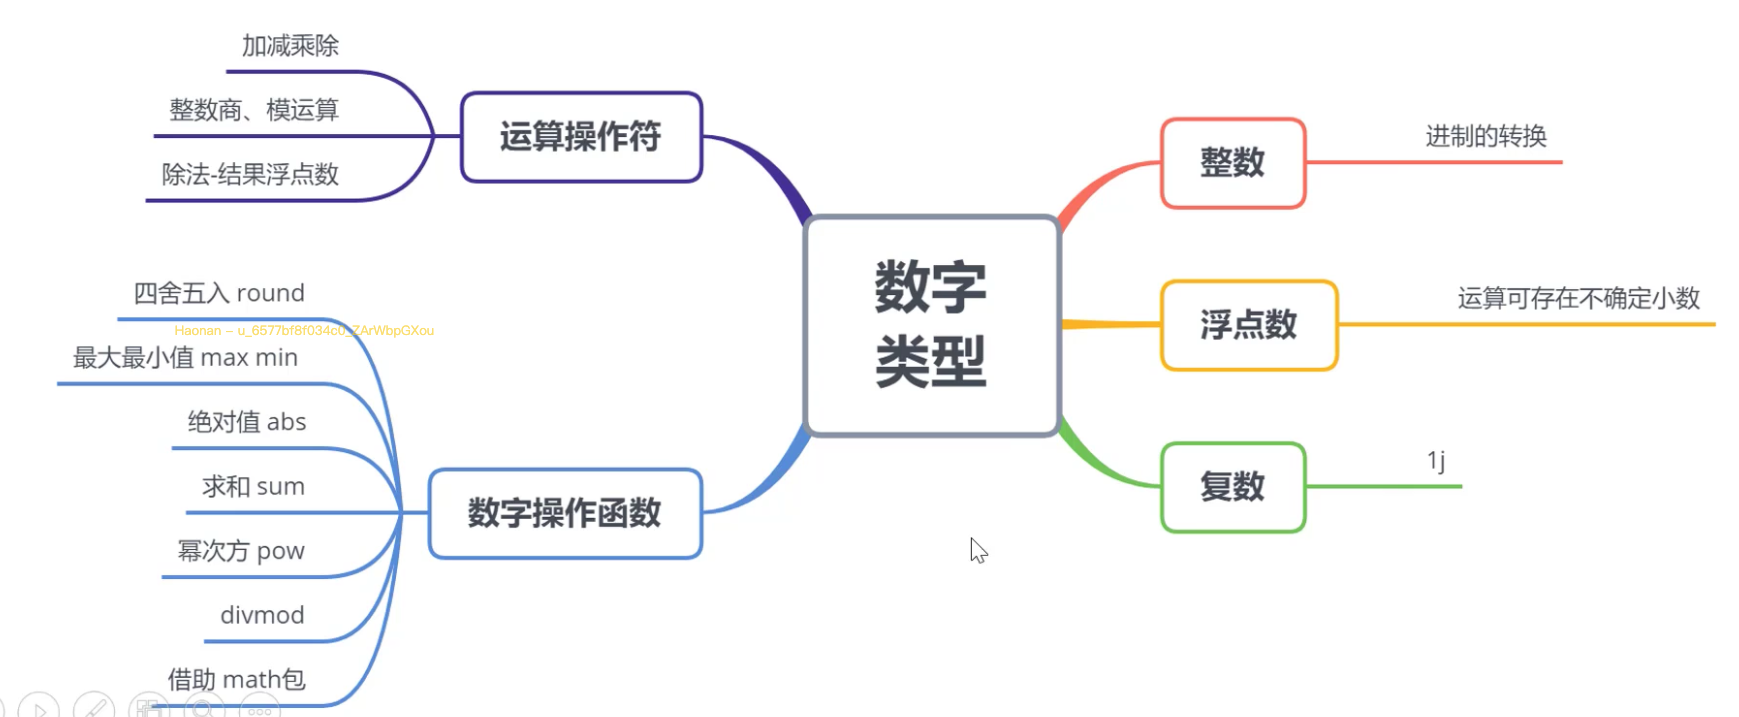 数字
类型
运算操作符
加减乘除
整数商、模运算
除法-结果浮点数
数字操作函数
四舍五入 round
Haonan – u_6577bf8f034c0_ZArWbpGXou
最大最小值 max min
绝对值 abs
求和 sum
幂次方 pow
divmod
借助 math包
整数
进制的转换
浮点数
运算可存在不确定小数
复数
1j